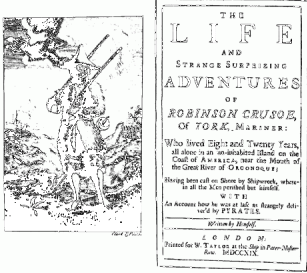 THE
LIFE
AND
STRANGE SURPRIZING
ADVENTURES
OF
ROBINSON CRUSOE,
Of YORK, MARINER:
Who lived Eight and Twenty Years,
all alone in an un-inhabited Island on the
Coast of AMERICA, near the Mouth of
the Great River of OROONOQUE;
Having been cast on Shore by Shipwreck, where-
in all the Men perished but himself.
WITH
An Account how he was at last as strangely deli-
ver'd by PYRATES.
Written by Himself.
LONDON:
Printed for W. TAYLOR at the Ship in Pater-Noster-
Row. MDCCXIX.